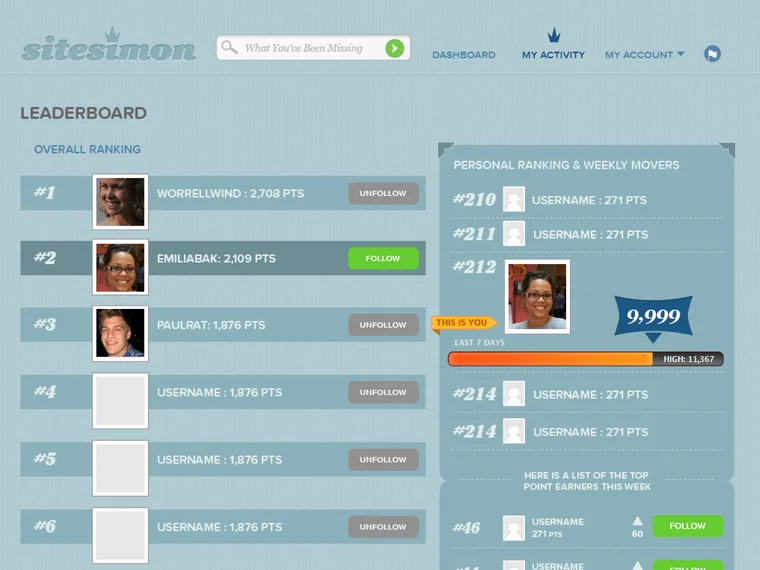 sitesimon
What You've Been Missing
DASHBOARD
MY ACTIVITY
MY ACCOUNT
LEADERBOARD
OVERALL RANKING
#1
WORRELLWIND : 2,708 PTS
UNFOLLOW
#2
EMILIABAK: 2,109 PTS
FOLLOW
#3
PAULRAT: 1,876 PTS
UNFOLLOW
#4
USERNAME : 1,876 PTS
UNFOLLOW
#5
USERNAME : 1,876 PTS
UNFOLLOW
#6
USERNAME : 1,876 PTS
UNFOLLOW
PERSONAL RANKING & WEEKLY MOVERS
#210
USERNAME : 271 PTS
#211
USERNAME : 271 PTS
#212
THIS IS YOU
9,999
LAST 7 DAYS
HIGH: 11,367
#214
USERNAME : 271 PTS
#214
USERNAME : 271 PTS
HERE IS A LIST OF THE TOP
POINT EARNERS THIS WEEK
#46
USERNAME
271 PTS
60
FOLLOW
USERNAME
FOLLOW